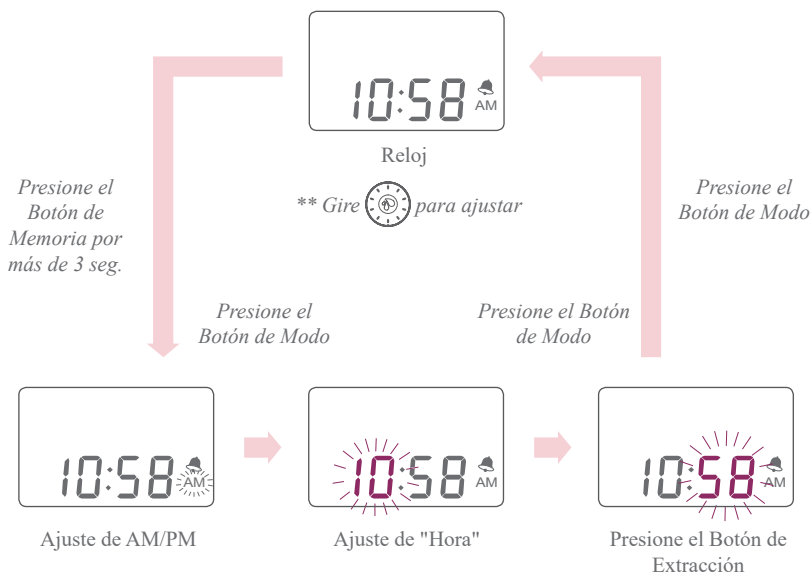 10:58 AM
Reloj
** Gire para ajustar
Presione el
Botón de
Memoria por
más de 3 seg.
Presione el
Botón de Modo
Presione el
Botón de Modo
Presione el Botón
de Modo
10:58 AM
10:58 AM
10:58 AM
Ajuste de AM/PM
Ajuste de "Hora"
Presione el Botón de
Extracción